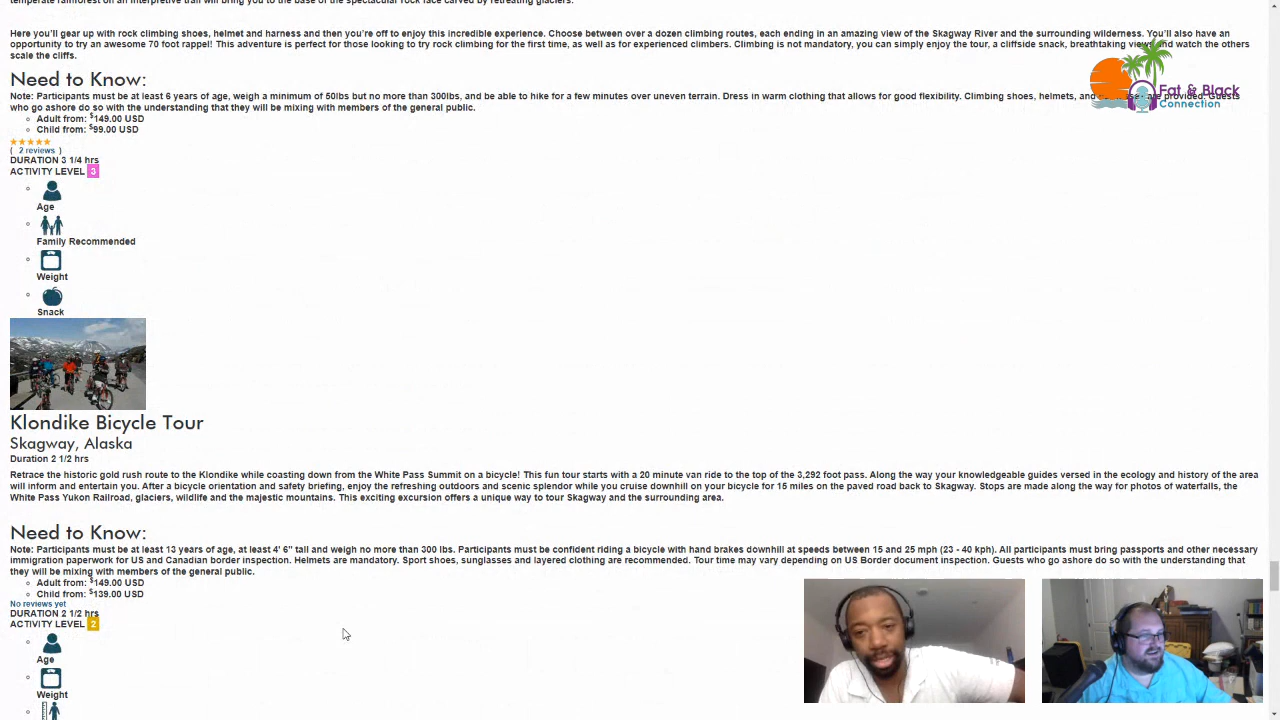 temperate rainforest on an interpretive trail will bring you to the base of the spectacular rock face carved by retreating glaciers.
Here you'll gear up with rock climbing shoes, helmet and harness and then you're off to enjoy this incredible experience. Choose between over a dozen climbing routes, each ending in an amazing view of the Skagway River and the surrounding wilderness. You'll also have an
opportunity to try an awesome 70 foot rappel! This adventure is perfect for those looking to try rock climbing for the first time, as well as for experienced climbers. Climbing is not mandatory, you can simply enjoy the tour, a cliffside snack, breathtaking views and watch the others
scale the cliffs.
Need to Know:
Note: Participants must be at least 6 years of age, weigh a minimum of 50lbs but no more than 300lbs, and be able to hike for a few minutes over uneven terrain. Dress in warm clothing that allows for good flexibility. Climbing shoes, helmets, and provided. Guests
who go ashore do so with the understanding that they will be mixing with members of the general public.
Fat & Black
Connection
Adult from: $149.00 USD
Child from: $99.00 USD
( 2 reviews )
DURATION 3 1/4 hrs
ACTIVITY LEVEL 3
Age
Family Recommended
Weight
Snack
Klondike Bicycle Tour
Skagway, Alaska
Duration 2 1/2 hrs
Retrace the historic gold rush route to the Klondike while coasting down from the White Pass Summit on a bicycle! This fun tour starts with a 20 minute van ride to the top of the 3,292 foot pass. Along the way your knowledgeable guides versed in the ecology and history of the area
will inform and entertain you. After a bicycle orientation and safety briefing, enjoy the refreshing outdoors and scenic splendor while you cruise downhill on your bicycle for 15 miles on the paved road back to Skagway. Stops are made along the way for photos of waterfalls, the
White Pass Yukon Railroad, glaciers, wildlife and the majestic mountains. This exciting excursion offers a unique way to tour Skagway and the surrounding area.
Need to Know:
Note: Participants must be at least 13 years of age, at least 4' 6" tall and weigh no more than 300 lbs. Participants must be confident riding a bicycle with hand brakes downhill at speeds between 15 and 25 mph (23 - 40 kph). All participants must bring passports and other necessary
immigration paperwork for US and Canadian border inspection. Helmets are mandatory. Sport shoes, sunglasses and layered clothing are recommended. Tour time may vary depending on US Border document inspection. Guests who go ashore do so with the understanding that
they will be mixing with members of the general public.
Adult from: $149.00 USD
Child from: $139.00 USD
No reviews yet
DURATION 2 1/2 hrs
ACTIVITY LEVEL 2
Age
Weight